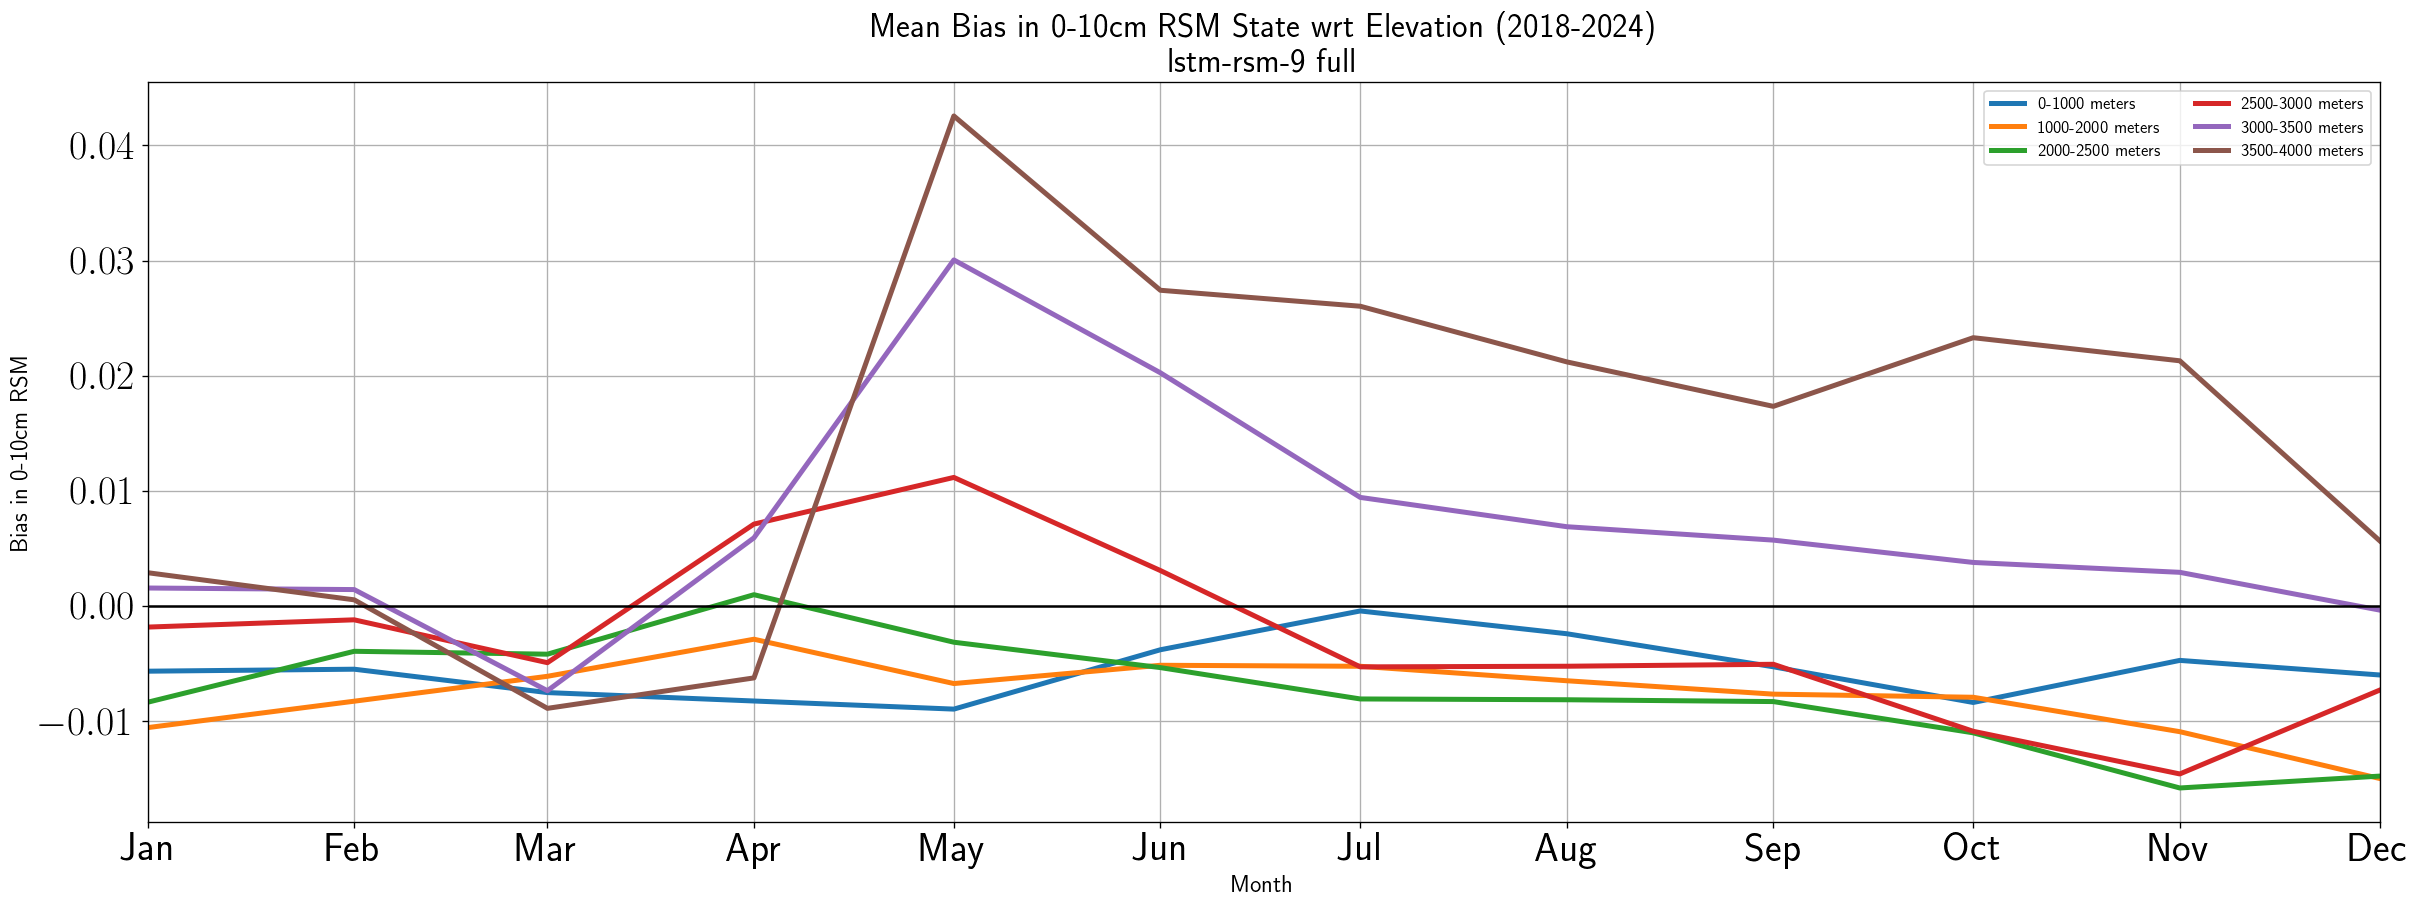 Mean Bias in 0-10cm RSM State wrt Elevation (2018-2024)
lstm-rsm-9 full
0-1000 meters
1000-2000 meters
2000-2500 meters
2500-3000 meters
3000-3500 meters
3500-4000 meters
Bias in 0-10cm RSM
0.04
0.03
0.02
0.01
0.00
−0.01
Jan Feb Mar Apr May Jun Jul Aug Sep Oct Nov Dec
Month